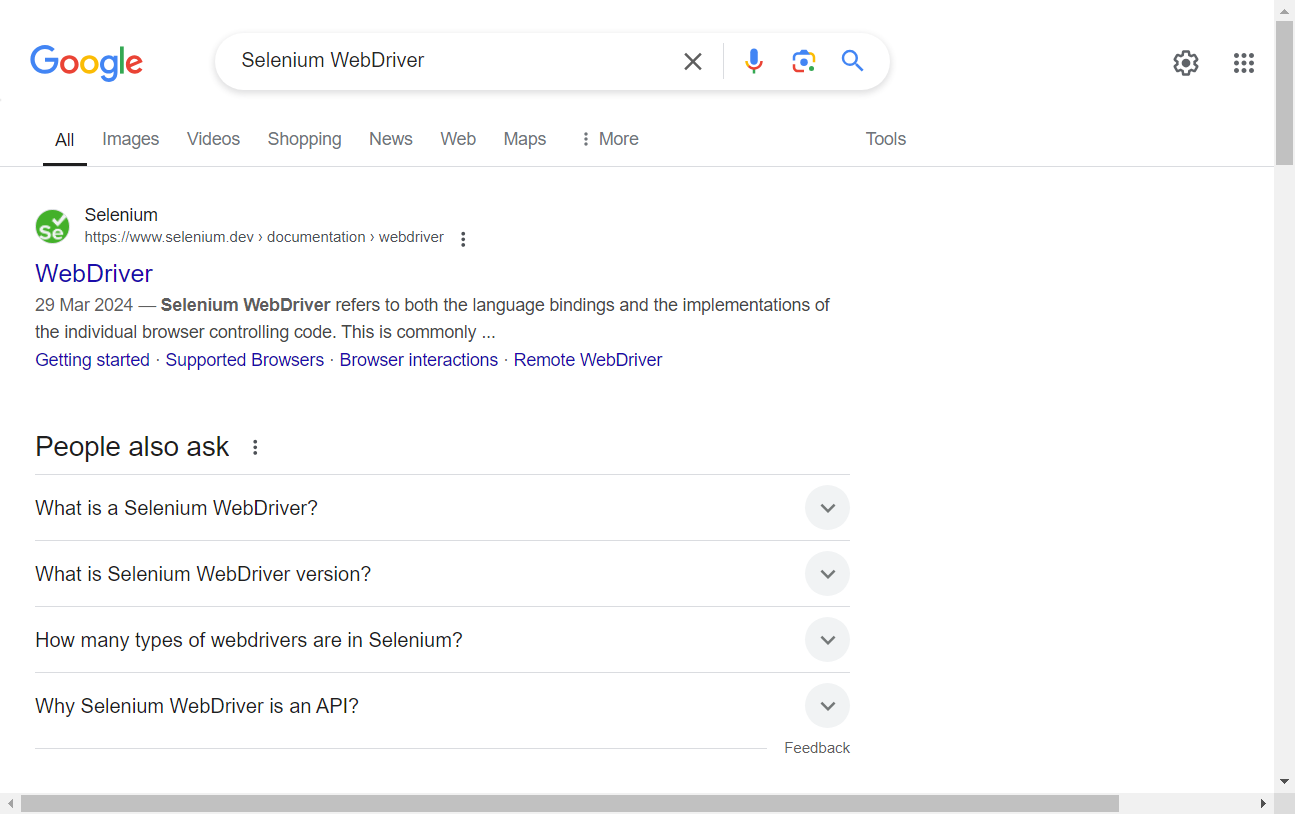 Google
Selenium WebDriver
All Images Videos Shopping News Web Maps More Tools
Se
Selenium
https://www.selenium.dev › documentation › webdriver
WebDriver
29 Mar 2024 — Selenium WebDriver refers to both the language bindings and the implementations of
the individual browser controlling code. This is commonly ...
Getting started · Supported Browsers · Browser interactions · Remote WebDriver
People also ask
What is a Selenium WebDriver?
What is Selenium WebDriver version?
How many types of webdrivers are in Selenium?
Why Selenium WebDriver is an API?
Feedback